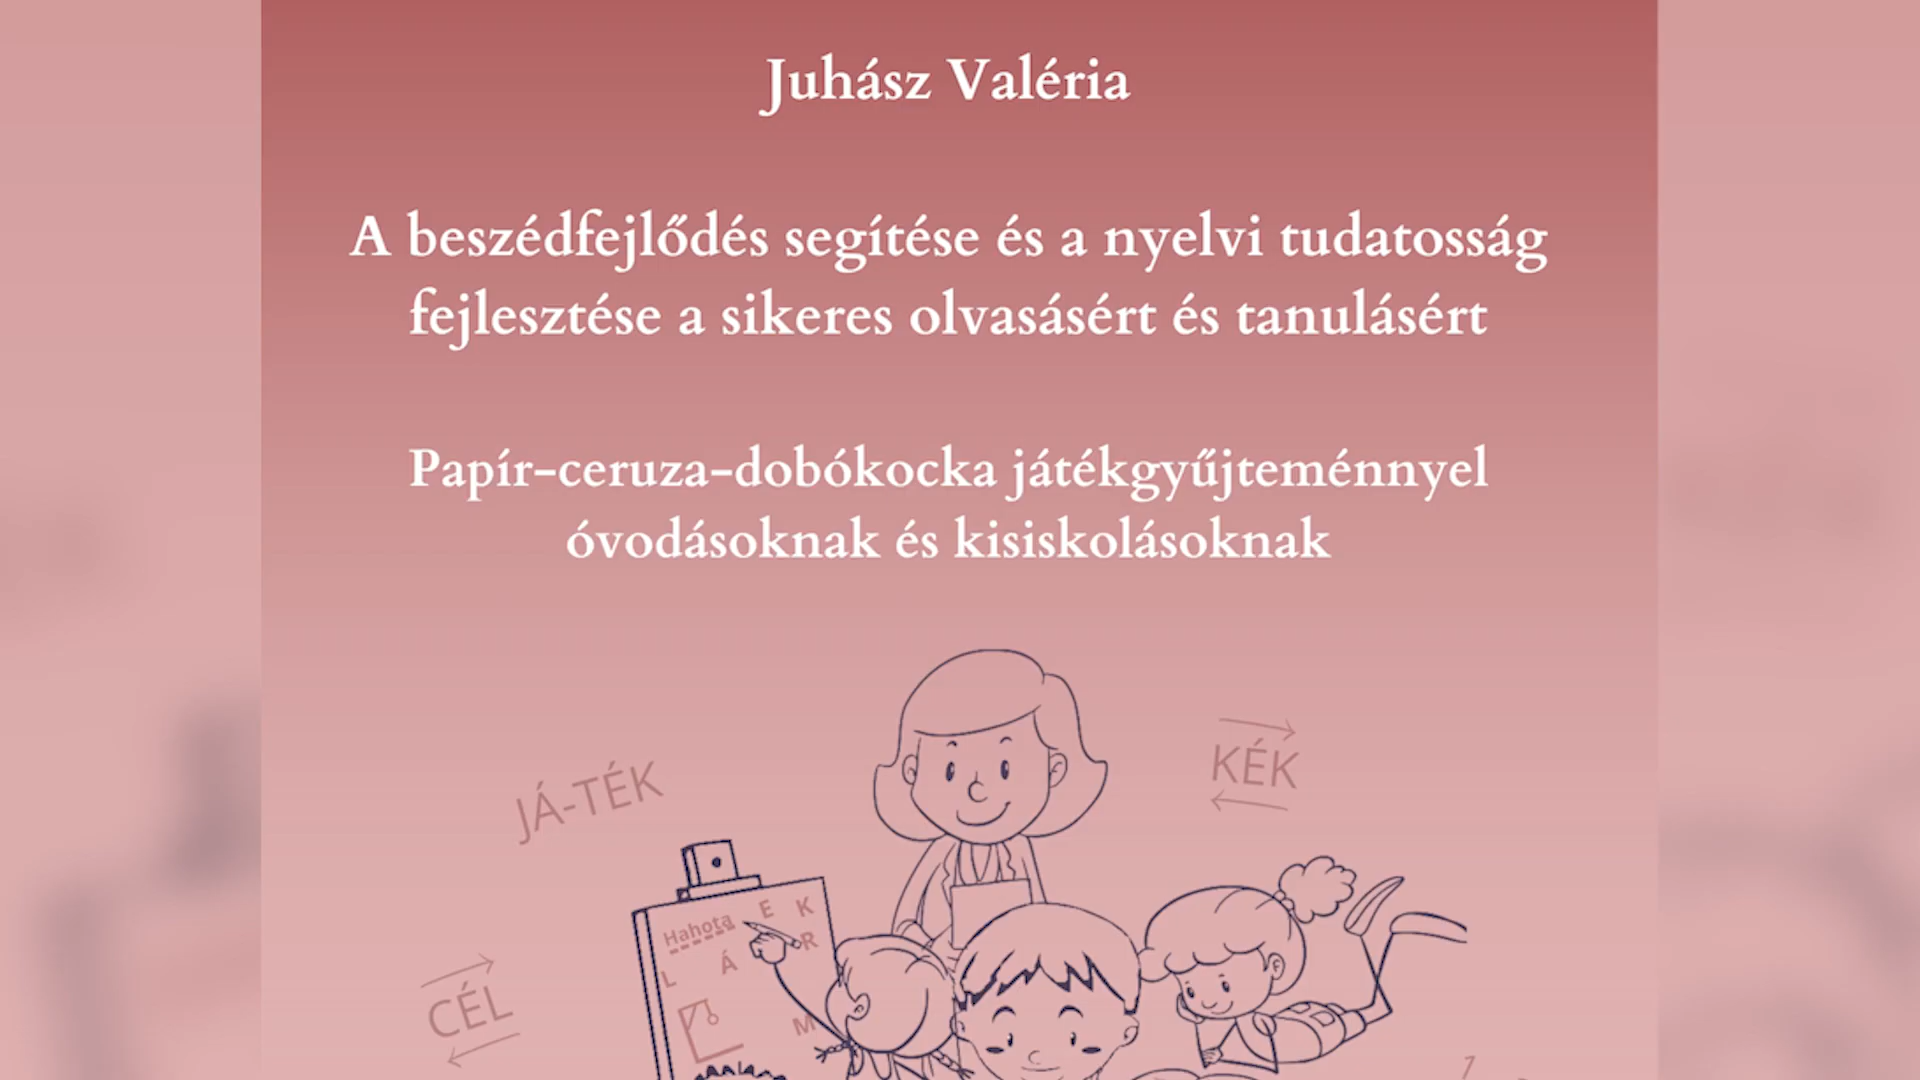 Juhász Valéria
A beszédfejlődés segítése és a nyelvi tudatosság
fejlesztése a sikeres olvasásért és tanulásért
Papír-ceruza-dobókocka játékgyűjteménnyel
óvodásoknak és kisiskolásoknak
KÉK
JÁ-TÉK
E K
Hahota
R
Á
L
CÉL
M